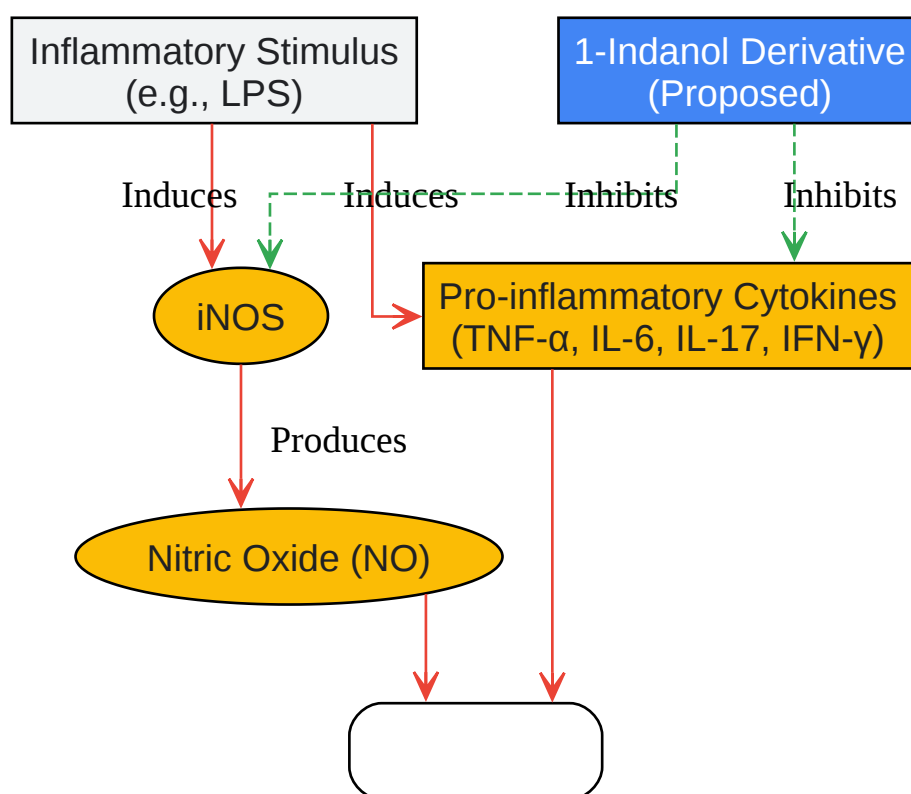 Inflammatory Stimulus
(e.g., LPS)
1-Indanol Derivative
(Proposed)
Induces
Induces
Inhibits
Inhibits
iNOS
Pro-inflammatory Cytokines
(TNF-α, IL-6, IL-17, IFN-γ)
Produces
Nitric Oxide (NO)